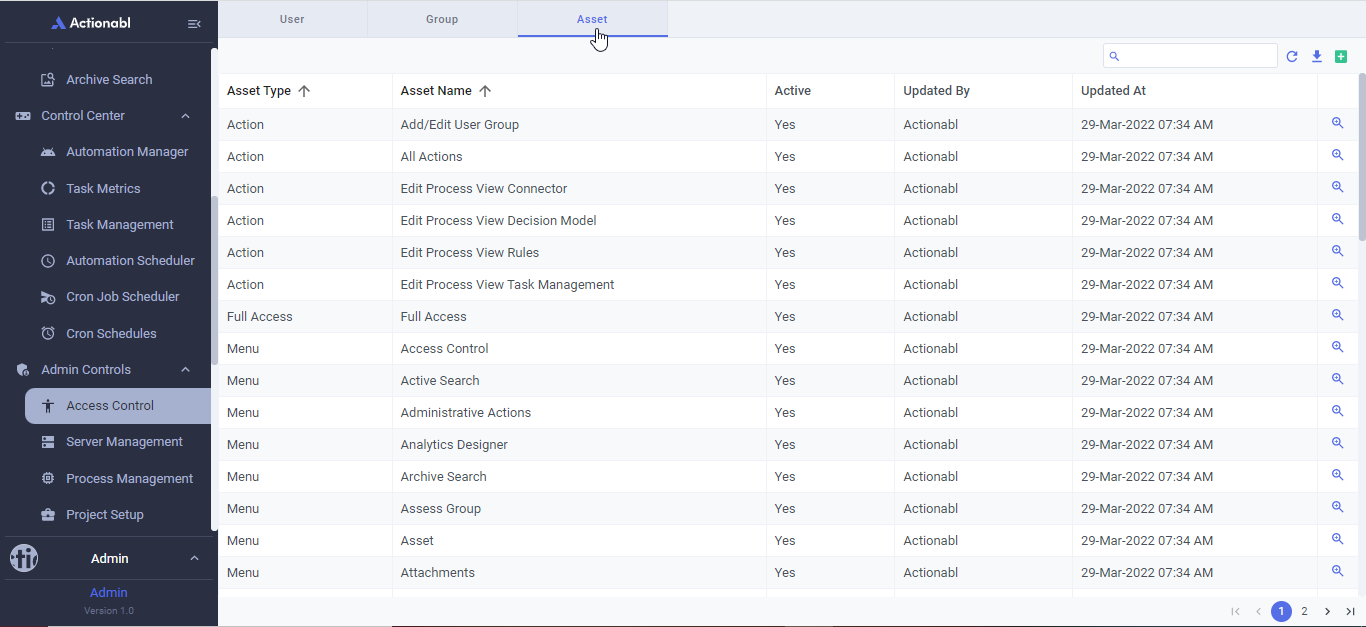 Actionabl
Archive Search
Control Center
Automation Manager
Task Metrics
Task Management
Automation Scheduler
Cron Job Scheduler
Cron Schedules
Admin Controls
Access Control
Server Management
Process Management
Project Setup
ti
Admin
Admin
Version 1.0
User Group Asset
Asset Type Asset Name Active Updated By Updated At
Action Add/Edit User Group Yes Actionabl 29-Mar-2022 07:34 AM
Action All Actions Yes Actionabl 29-Mar-2022 07:34 AM
Action Edit Process View Connector Yes Actionabl 29-Mar-2022 07:34 AM
Action Edit Process View Decision Model Yes Actionabl 29-Mar-2022 07:34 AM
Action Edit Process View Rules Yes Actionabl 29-Mar-2022 07:34 AM
Action Edit Process View Task Management Yes Actionabl 29-Mar-2022 07:34 AM
Full Access Full Access Yes Actionabl 29-Mar-2022 07:34 AM
Menu Access Control Yes Actionabl 29-Mar-2022 07:34 AM
Menu Active Search Yes Actionabl 29-Mar-2022 07:34 AM
Menu Administrative Actions Yes Actionabl 29-Mar-2022 07:34 AM
Menu Analytics Designer Yes Actionabl 29-Mar-2022 07:34 AM
Menu Archive Search Yes Actionabl 29-Mar-2022 07:34 AM
Menu Assess Group Yes Actionabl 29-Mar-2022 07:34 AM
Menu Asset Yes Actionabl 29-Mar-2022 07:34 AM
Menu Attachments Yes Actionabl 29-Mar-2022 07:34 AM
1 2